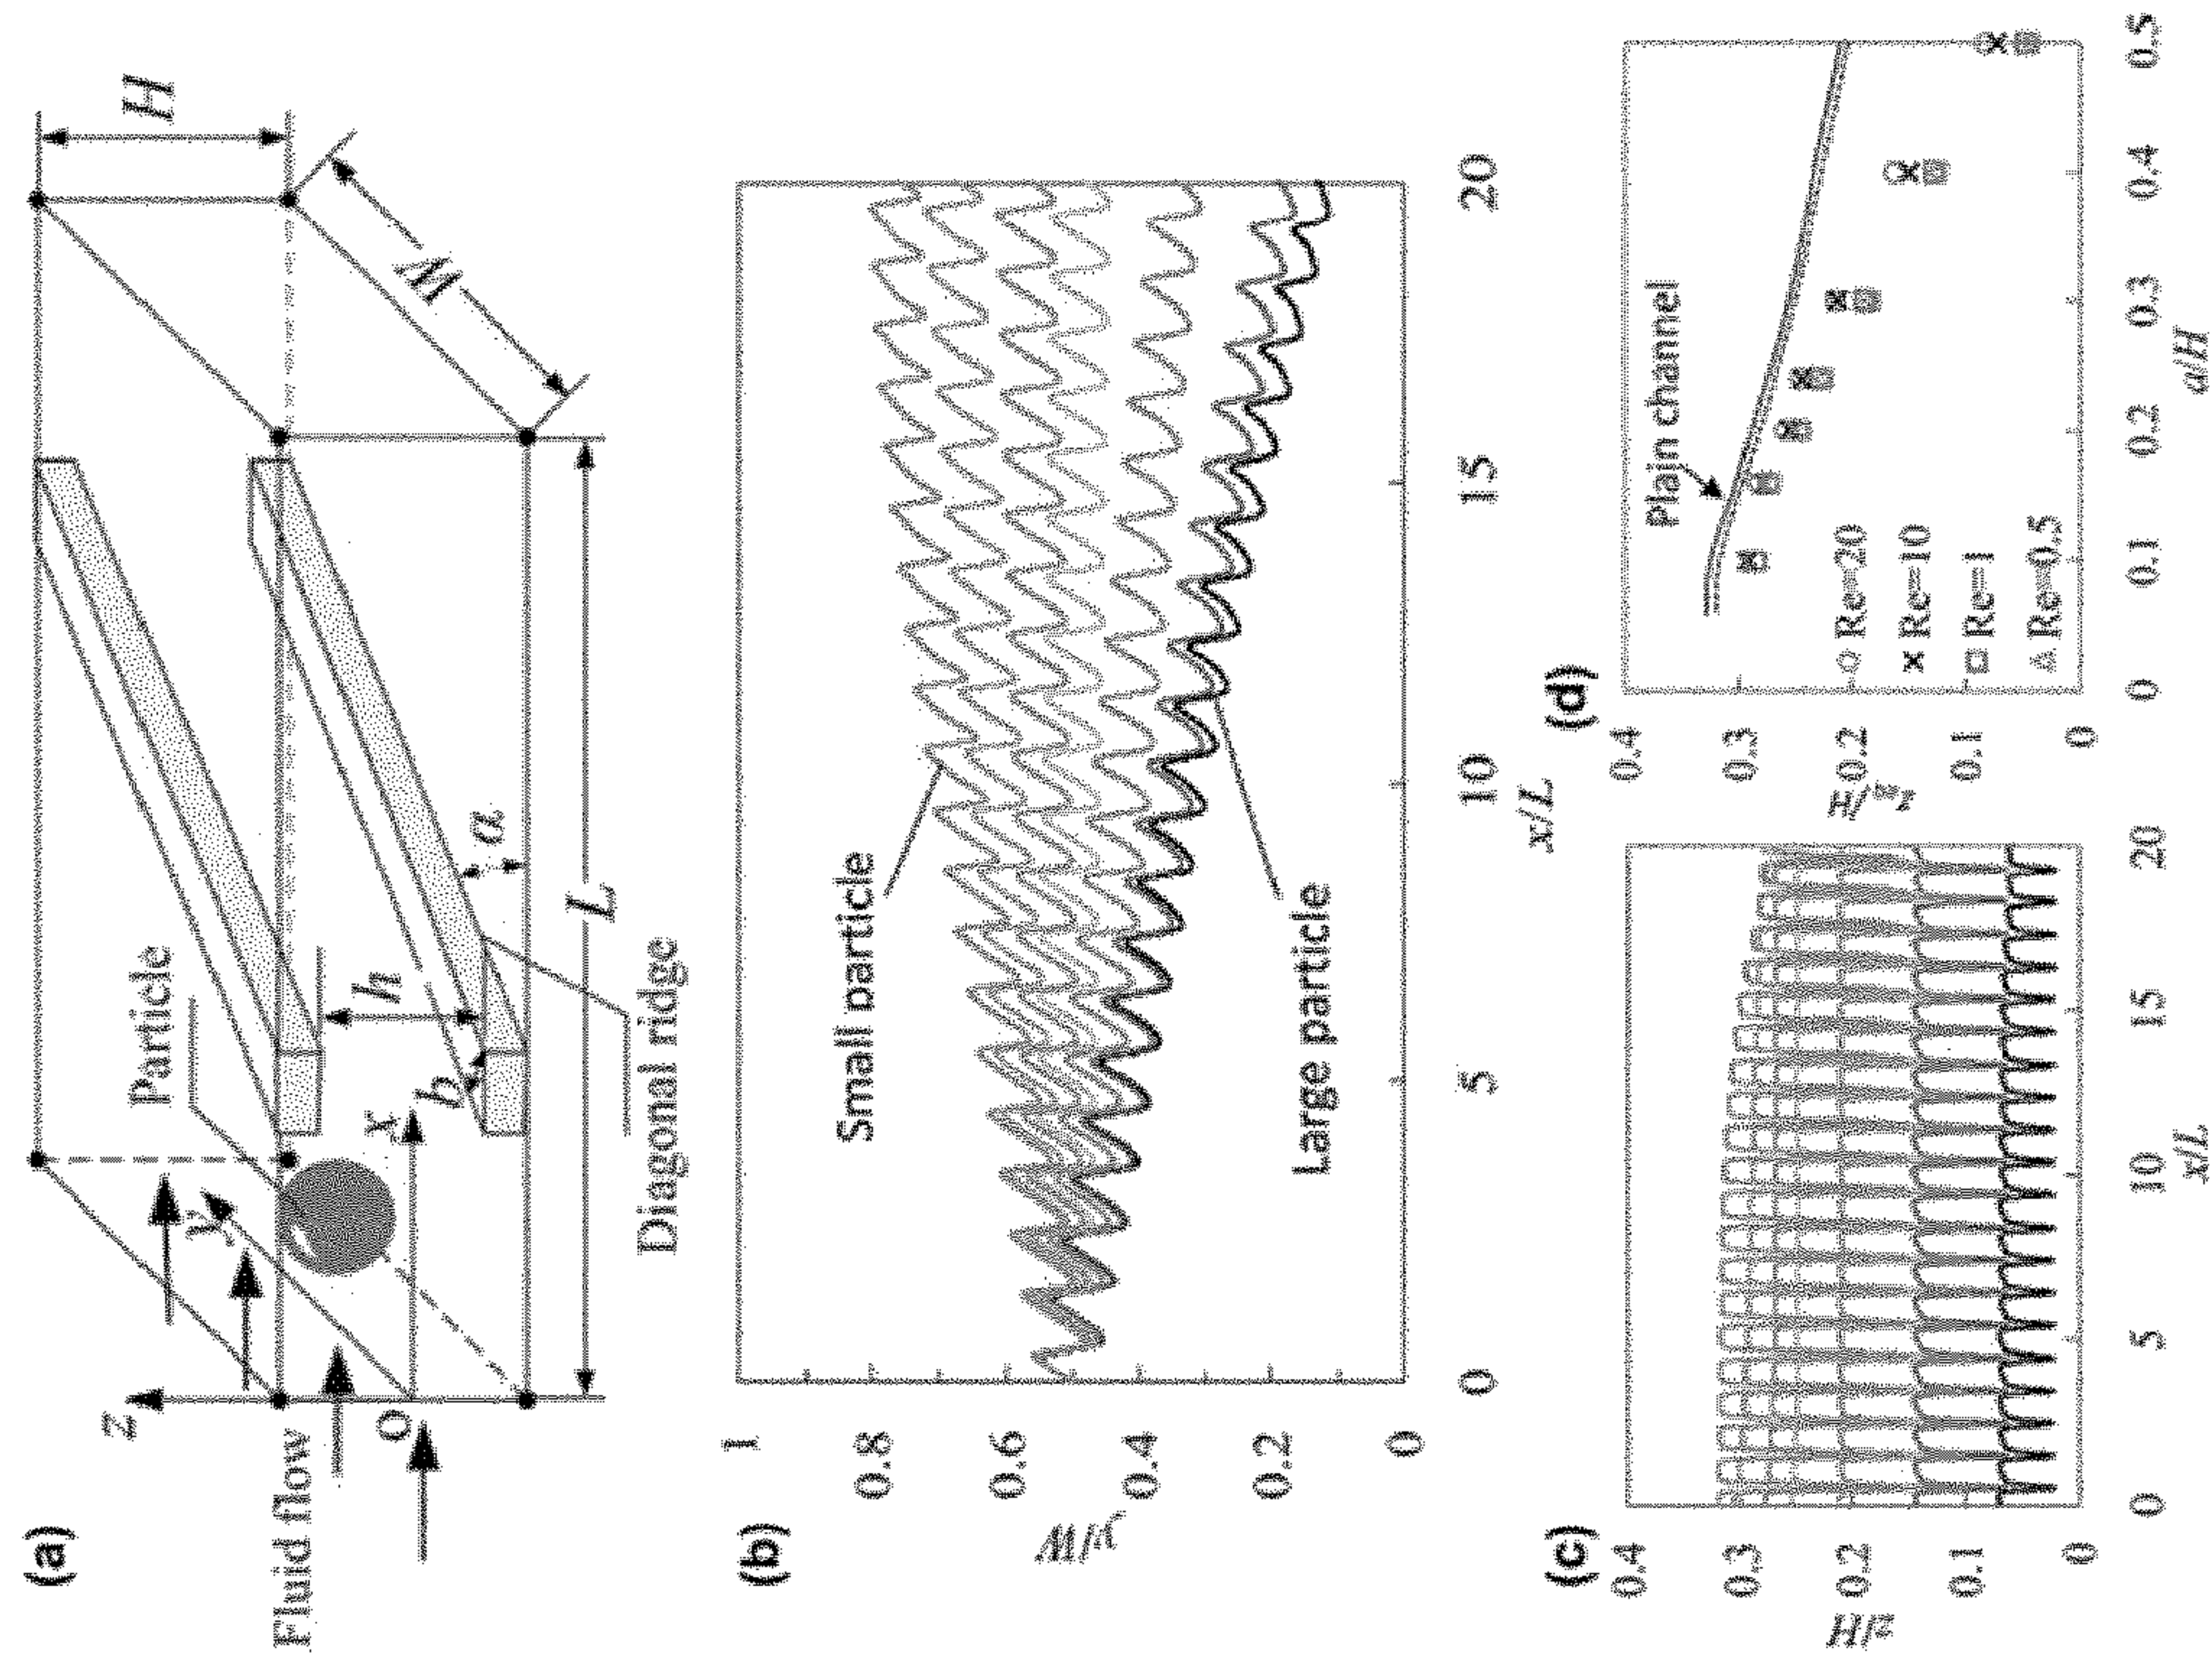 (a)
z
H
Particle
y
Fluid flow
o
x
b
h
a
W
L
Diagonal ridge
(b)
1
0.8
0.6
0.4
0.2
0
y/W
Small particle
Large particle
0
5
10
15
20
x/L
(c)
0.4
0.3
0.2
0.1
0
z/H
0
5
10
15
20
x/L
(d)
0.4
0.3
0.2
0.1
0
Plain channel
Re=20
Re=10
Re=1
Re=0.5
0
0.1
0.2
0.3
0.4
0.5
a/H